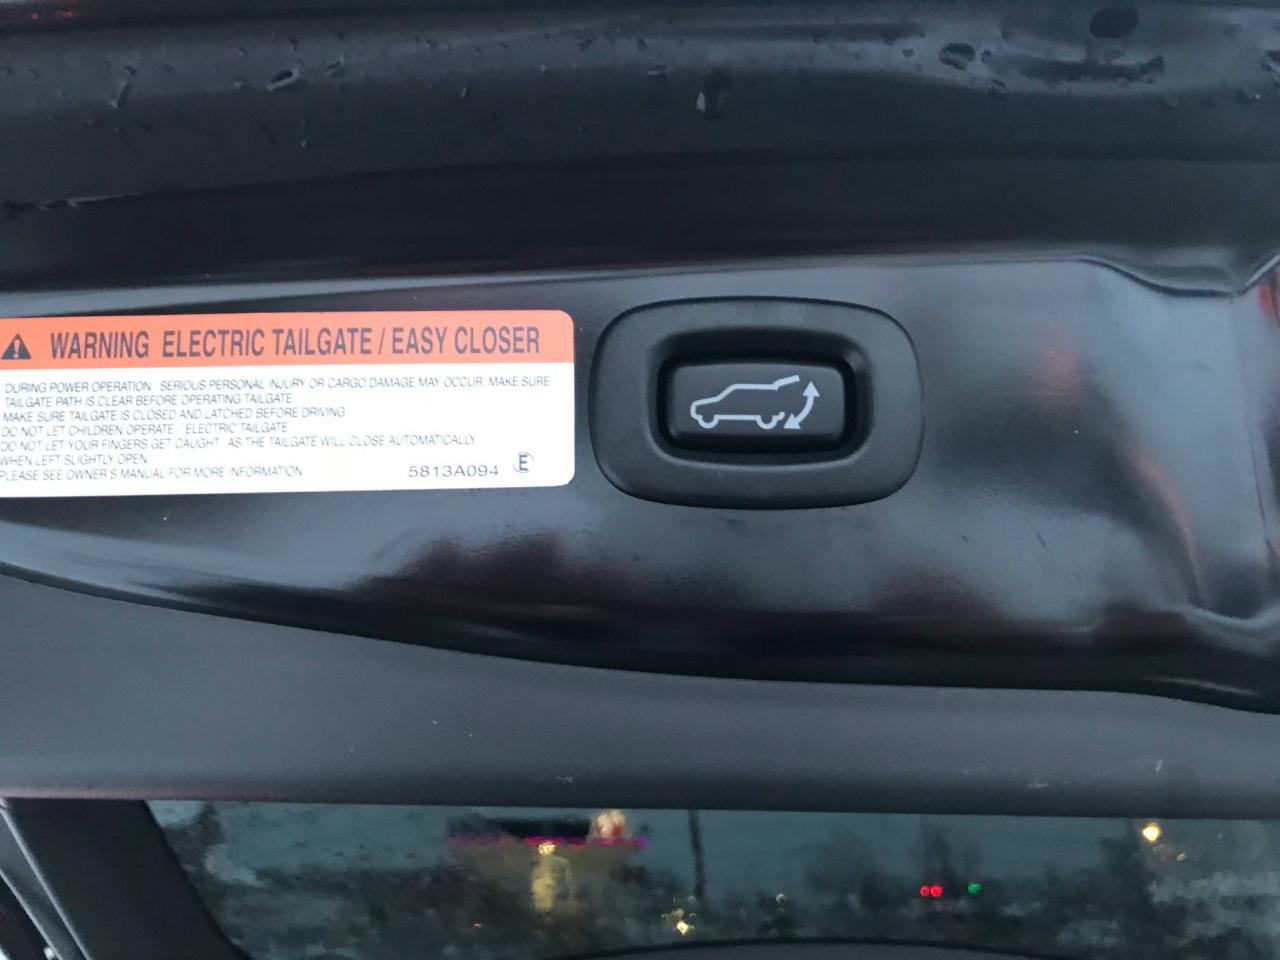 WARNING ELECTRIC TAILGATE / EASY CLOSER
DURING POWER OPERATION SERIOUS PERSONAL INJURY OR CARGO DAMAGE MAY OCCUR MAKE SURE
TAILGATE PATH IS CLEAR BEFORE OPERATING TAILGATE
MAKE SURE TAILGATE IS CLOSED AND LATCHED BEFORE DRIVING
DO NOT LET CHILDREN OPERATE ELECTRIC TAILGATE
DO NOT LET YOUR FINGERS GET CAUGHT AS THE TAILGATE WILL CLOSE AUTOMATICALLY
WHEN LEFT SLIGHTLY OPEN
PLEASE SEE OWNER S MANUAL FOR MORE INFORMATION 5813A094 E